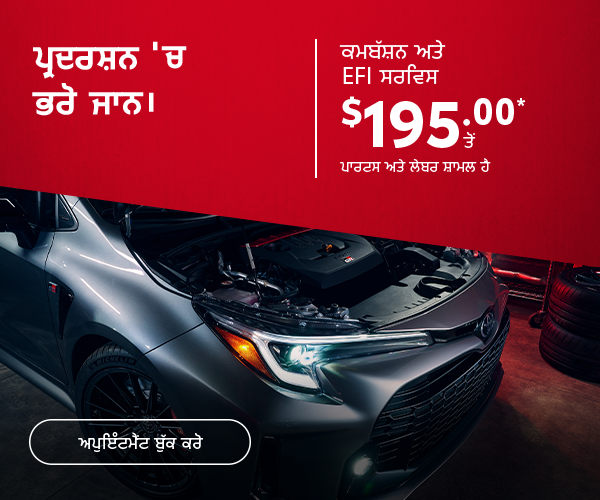 ਪ੍ਰਦਰਸ਼ਨ 'ਚ
ਭਰੋ ਜਾਨ।
ਕਮਬੱਸ਼ਨ ਅਤੇ
EFI ਸਰਵਿਸ
$195.00*
ਤੋਂ
ਪਾਰਟਸ ਅਤੇ ਲੇਬਰ ਸ਼ਾਮਲ ਹੈ
ਅਪੁਇੰਟਮੈਂਟ ਬੁੱਕ ਕਰੋ